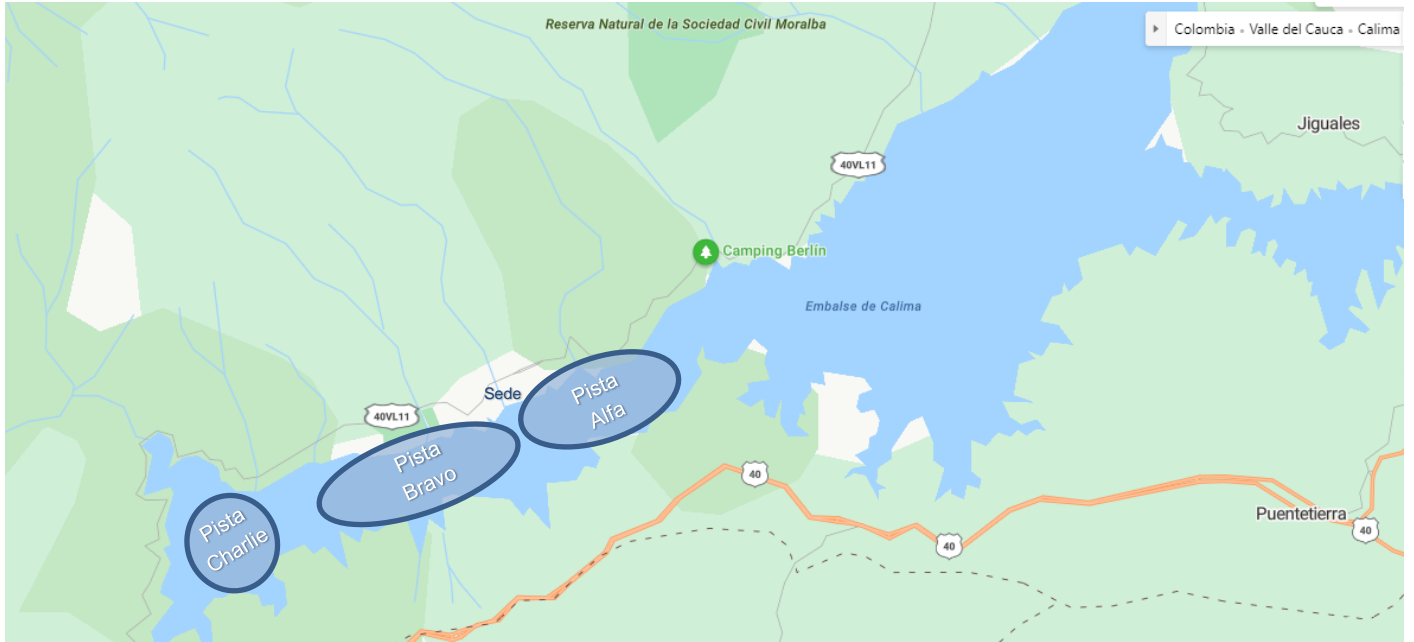 Reserva Natural de la Sociedad Civil Moralba
Colombia • Valle del Cauca • Calima
Jiguales
40VL11
Camping Berlín
Embalse de Calima
Sede
Pista
Alfa
40VL11
Pista
Bravo
40
Pista
Charlie
Puentetierra
40
40